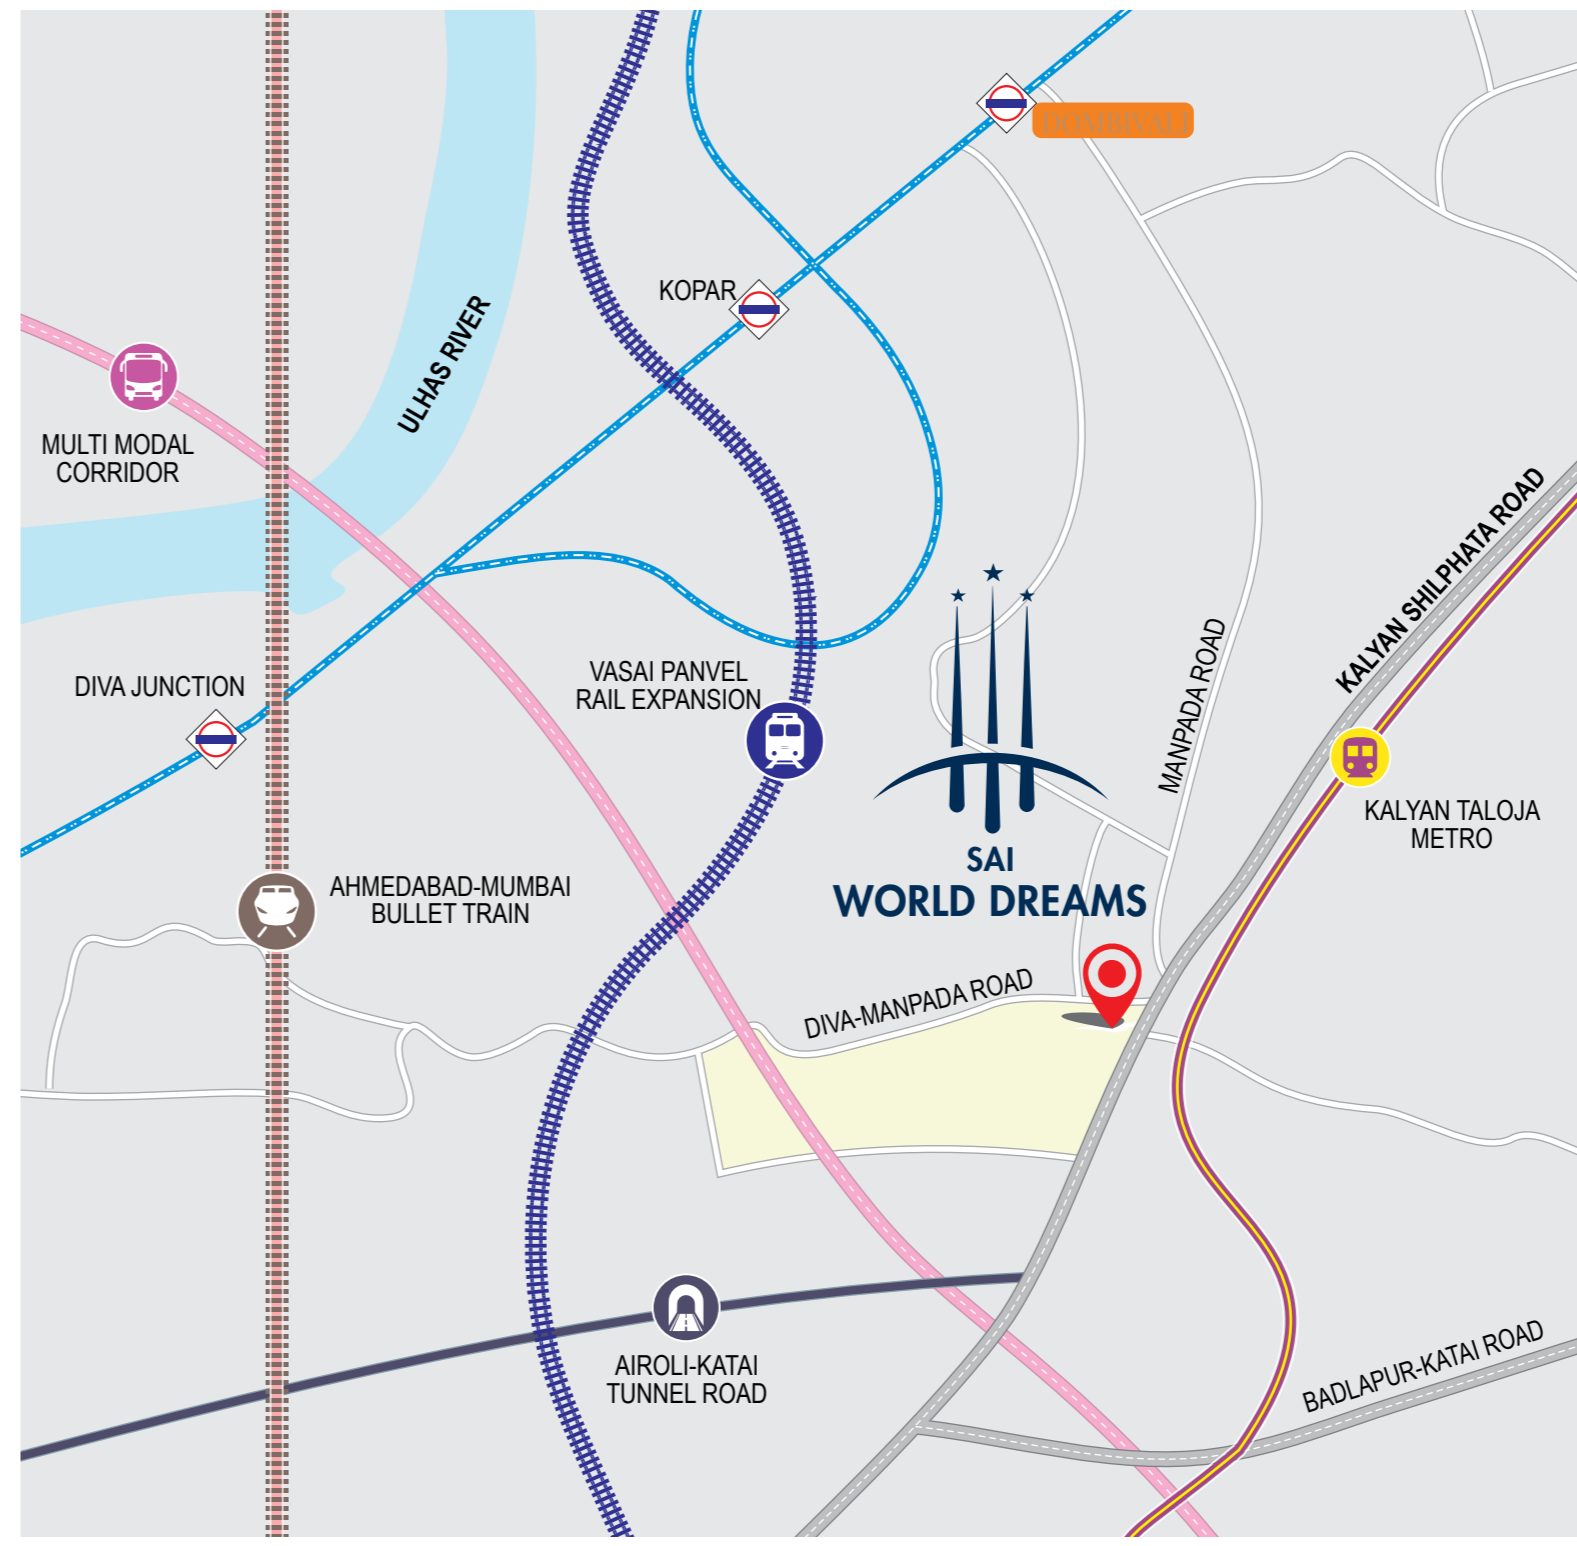 DOMBIVALI
KOPAR
ULHAS RIVER
MULTI MODAL
CORRIDOR
KALYAN SHILPHATA ROAD
DIVA JUNCTION
VASAI PANVEL
RAIL EXPANSION
MANPADA ROAD
KALYAN TALOJA
METRO
SAI
WORLD DREAMS
AHMEDABAD-MUMBAI
BULLET TRAIN
DIVA-MANPADA ROAD
AIROLI-KATAI
TUNNEL ROAD
BADLAPUR-KATAI ROAD